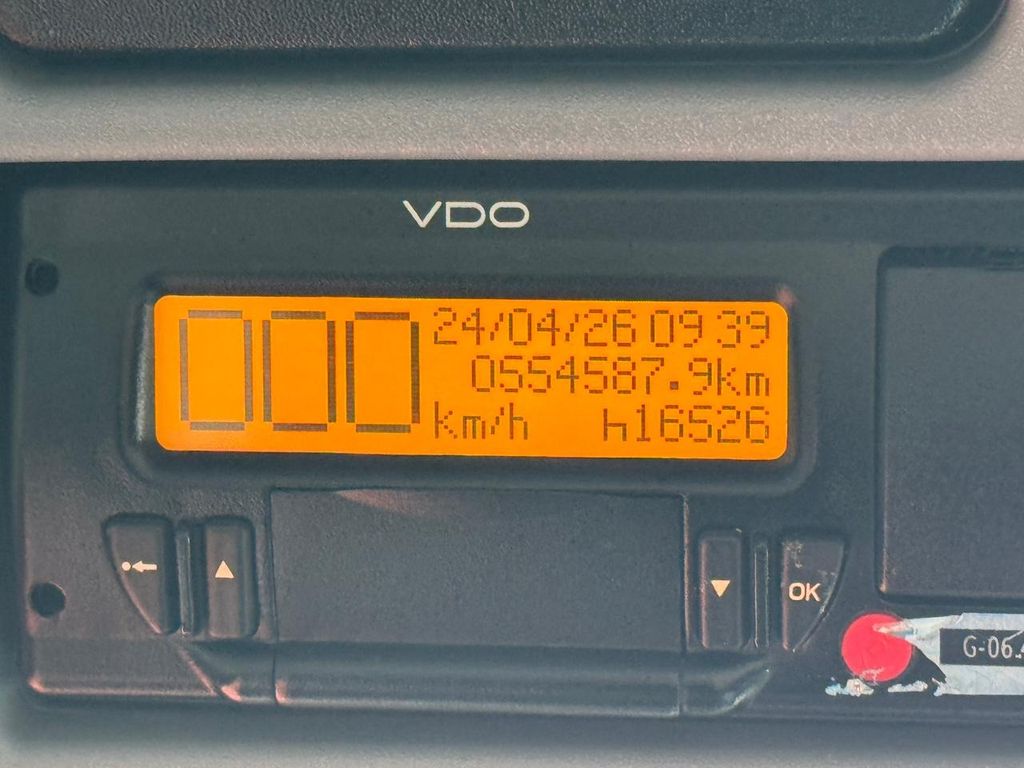 VDO
000
24/04/26 09 39
0554587.9km
km/h h16526
OK
G-06.